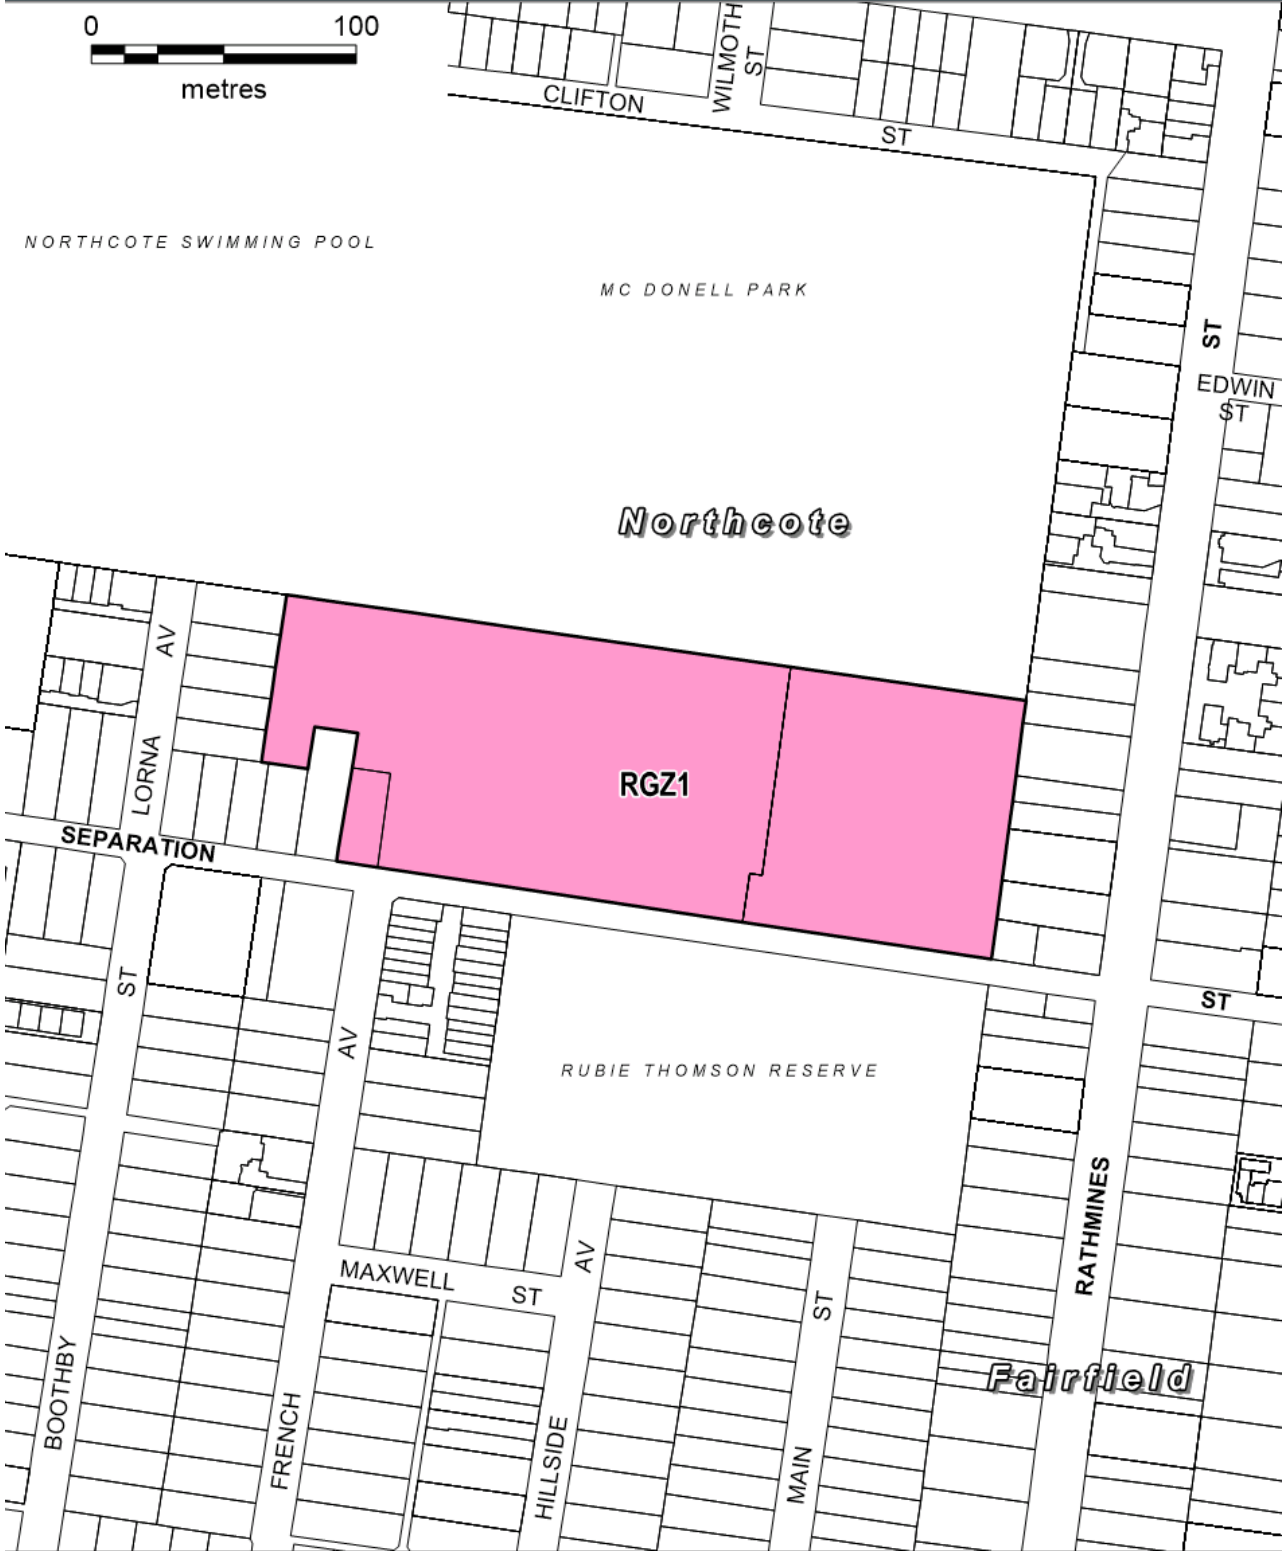 0 100
metres
WILMOTH
ST
CLIFTON
ST
NORTHCOTE SWIMMING POOL
MC DONELL PARK
ST
EDWIN
ST
Northcote
AV
LORNA
RGZ1
SEPARATION
ST
ST
AV
RUBIE THOMSON RESERVE
RATHMINES
AV
MAXWELL
ST
ST
Fairfield
BOOTHBY
FRENCH
HILLSIDE
MAIN